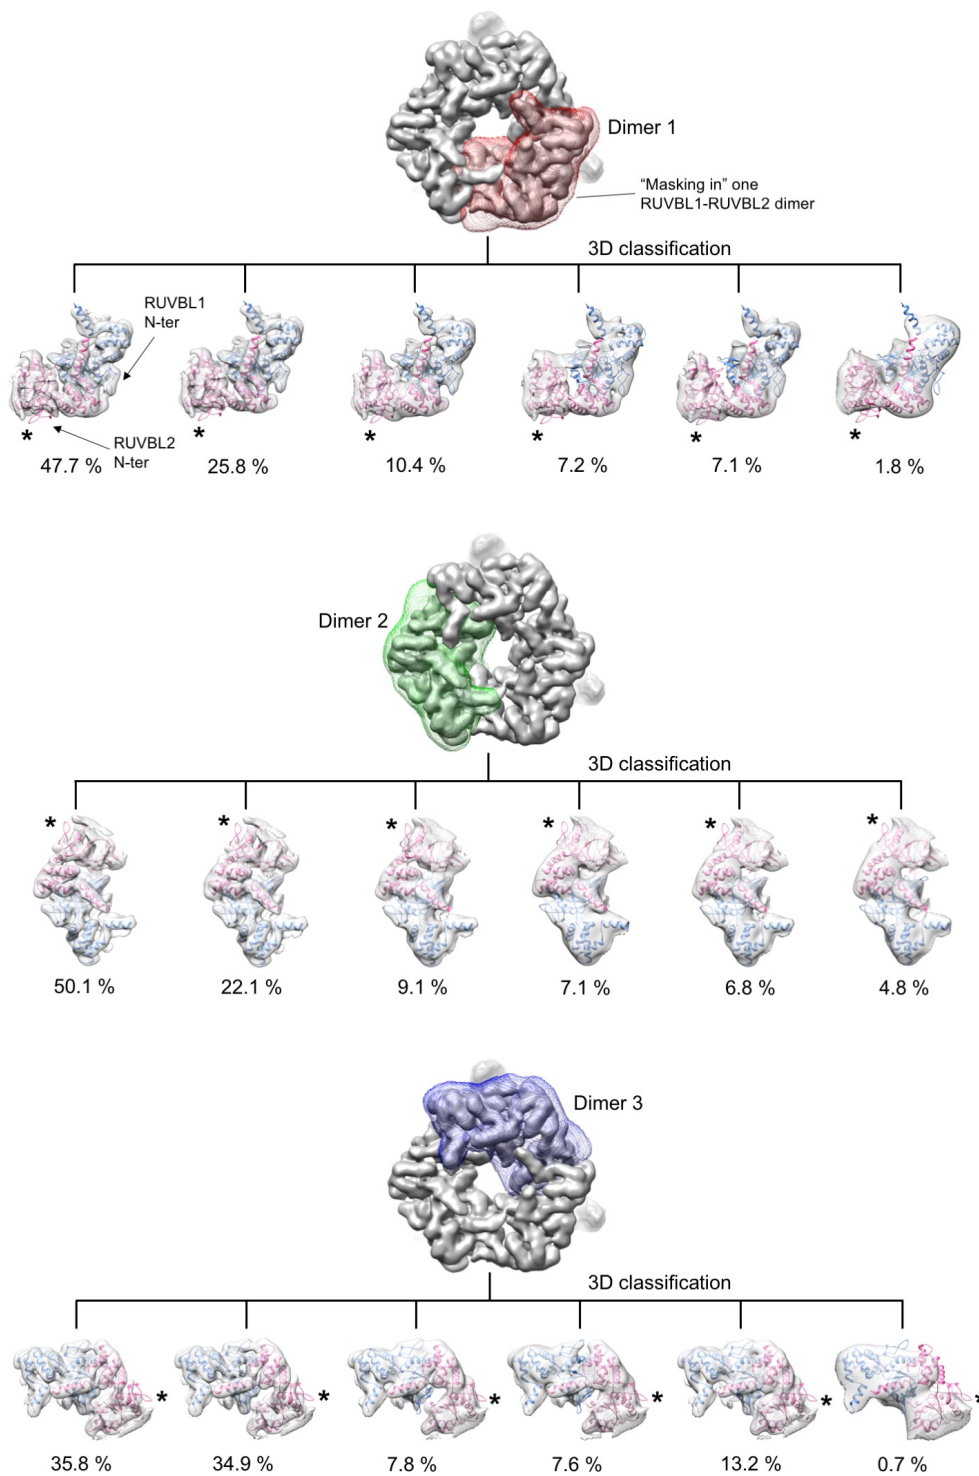 Dimer 1
“Masking in” one
RUVBL1-RUVBL2 dimer
3D classification
RUVBL1
N-ter
* * * * * *
RUVBL2
N-ter
47.7 % 25.8 % 10.4 % 7.2 % 7.1 % 1.8 %
Dimer 2
3D classification
* * * * * *
50.1 % 22.1 % 9.1 % 7.1 % 6.8 % 4.8 %
Dimer 3
3D classification
* * * * * *
35.8 % 34.9 % 7.8 % 7.6 % 13.2 % 0.7 %